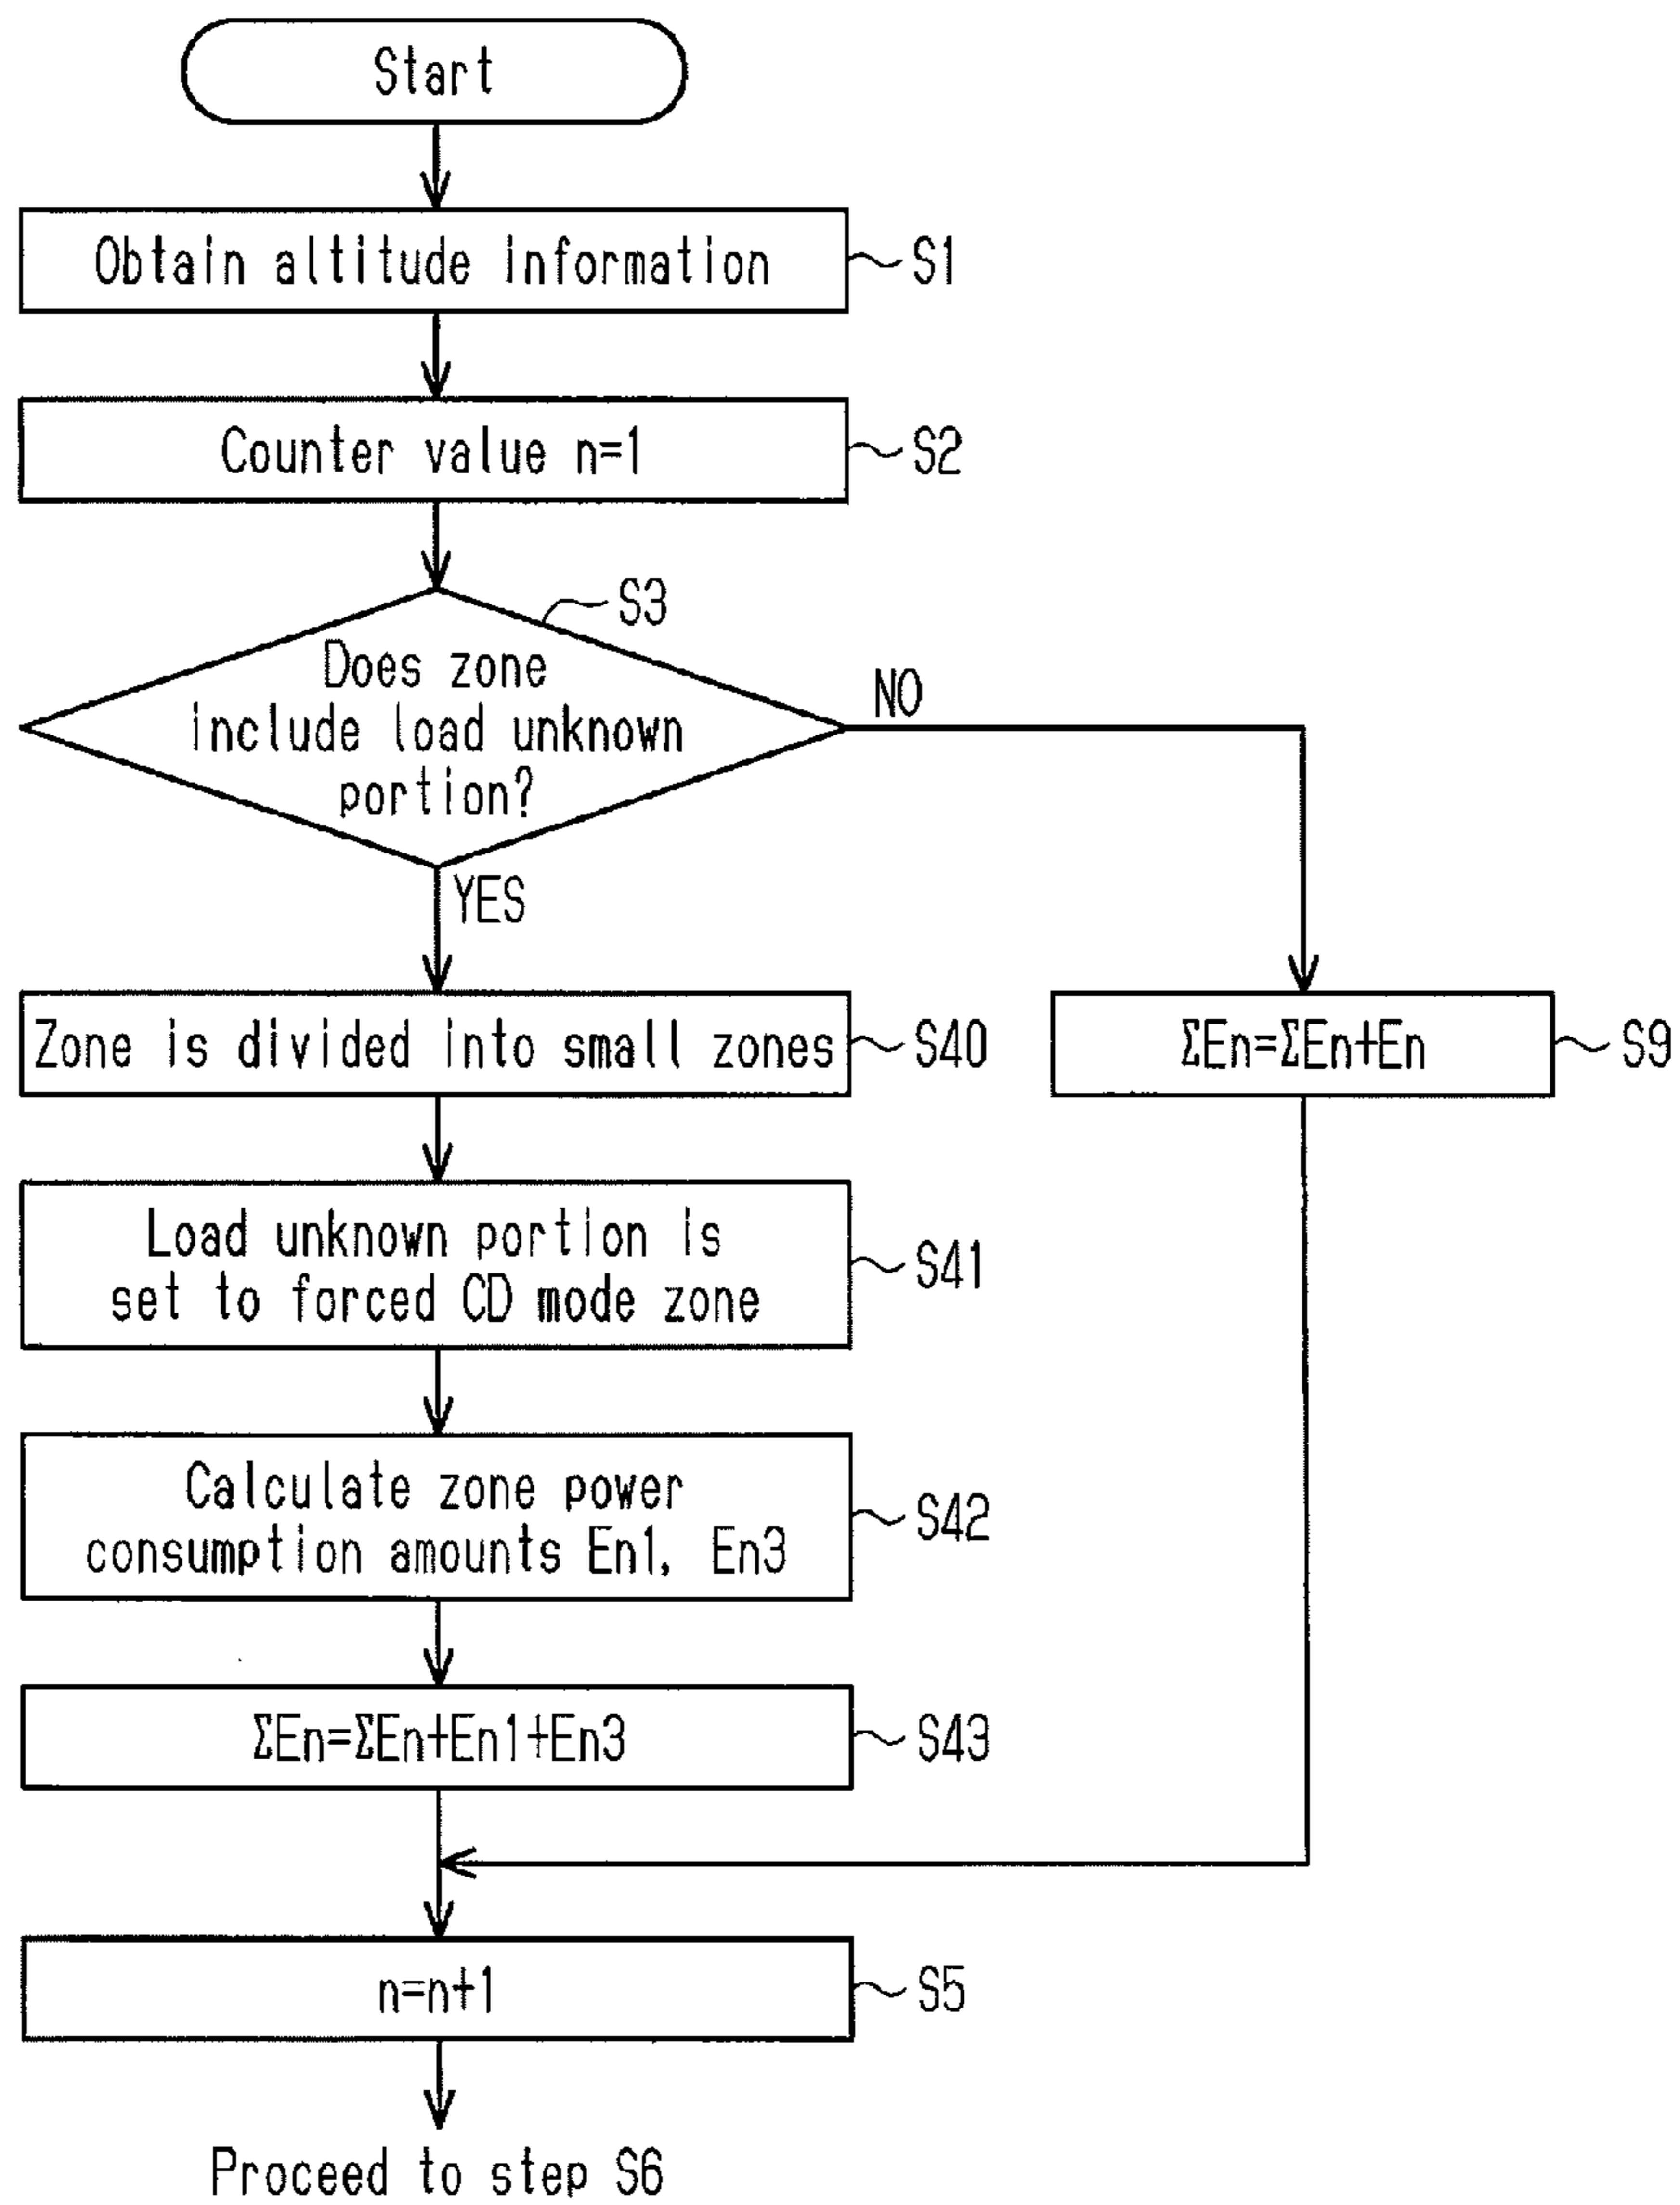 Start
Obtain altitude information
S1
Counter value n=1
S2
S3
Does zone
include load unknown
portion?
NO
YES
Zone is divided into small zones
S40
ΣEn=ΣEn+En
S9
Load unknown portion is
set to forced CD mode zone
S41
Calculate zone power
consumption amounts En1, En3
S42
ΣEn=ΣEn+En1+En3
S43
n=n+1
S5
Proceed to step S6